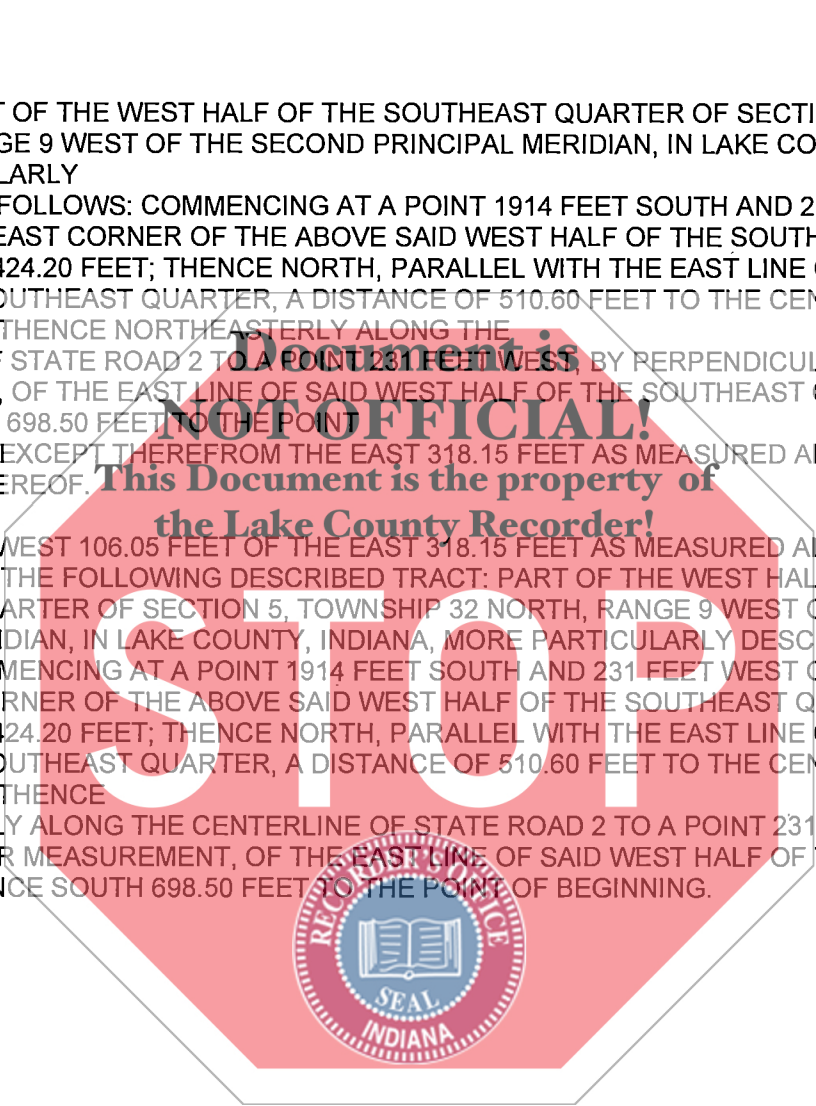 T OF THE WEST HALF OF THE SOUTHEAST QUARTER OF SECTI
GE 9 WEST OF THE SECOND PRINCIPAL MERIDIAN, IN LAKE CO
LARLY
FOLLOWS: COMMENCING AT A POINT 1914 FEET SOUTH AND 2
EAST CORNER OF THE ABOVE SAID WEST HALF OF THE SOUTH
424.20 FEET; THENCE NORTH, PARALLEL WITH THE EAST LINE
OUTHEAST QUARTER, A DISTANCE OF 510.60 FEET TO THE CEN
THENCE NORTHEASTERLY ALONG THE
F STATE ROAD 2 TO A POINT 231 FEET WEST, BY PERPENDICUL
Document is
, OF THE EAST LINE OF SAID WEST HALF OF THE SOUTHEAST
698.50 FEET TO THE POINT
NOT OFFICIAL!
EXCEPT THEREFROM THE EAST 318.15 FEET AS MEASURED AL
EREOF.
This Document is the property of
the Lake County Recorder!
WEST 106.05 FEET OF THE EAST 318.15 FEET AS MEASURED AL
THE FOLLOWING DESCRIBED TRACT: PART OF THE WEST HAL
ARTER OF SECTION 5, TOWNSHIP 32 NORTH, RANGE 9 WEST
DIAN, IN LAKE COUNTY, INDIANA, MORE PARTICULARLY DESC
MENCING AT A POINT 1914 FEET SOUTH AND 231 FEET WEST
RNER OF THE ABOVE SAID WEST HALF OF THE SOUTHEAST Q
STOP
424.20 FEET; THENCE NORTH, PARALLEL WITH THE EAST LINE
OUTHEAST QUARTER, A DISTANCE OF 510.60 FEET TO THE CEN
THENCE
LY ALONG THE CENTERLINE OF STATE ROAD 2 TO A POINT 231
R MEASUREMENT, OF THE EAST LINE OF SAID WEST HALF OF
NCE SOUTH 698.50 FEET TO THE POINT OF BEGINNING.
RECORDER'S OFFICE
SEAL
INDIANA